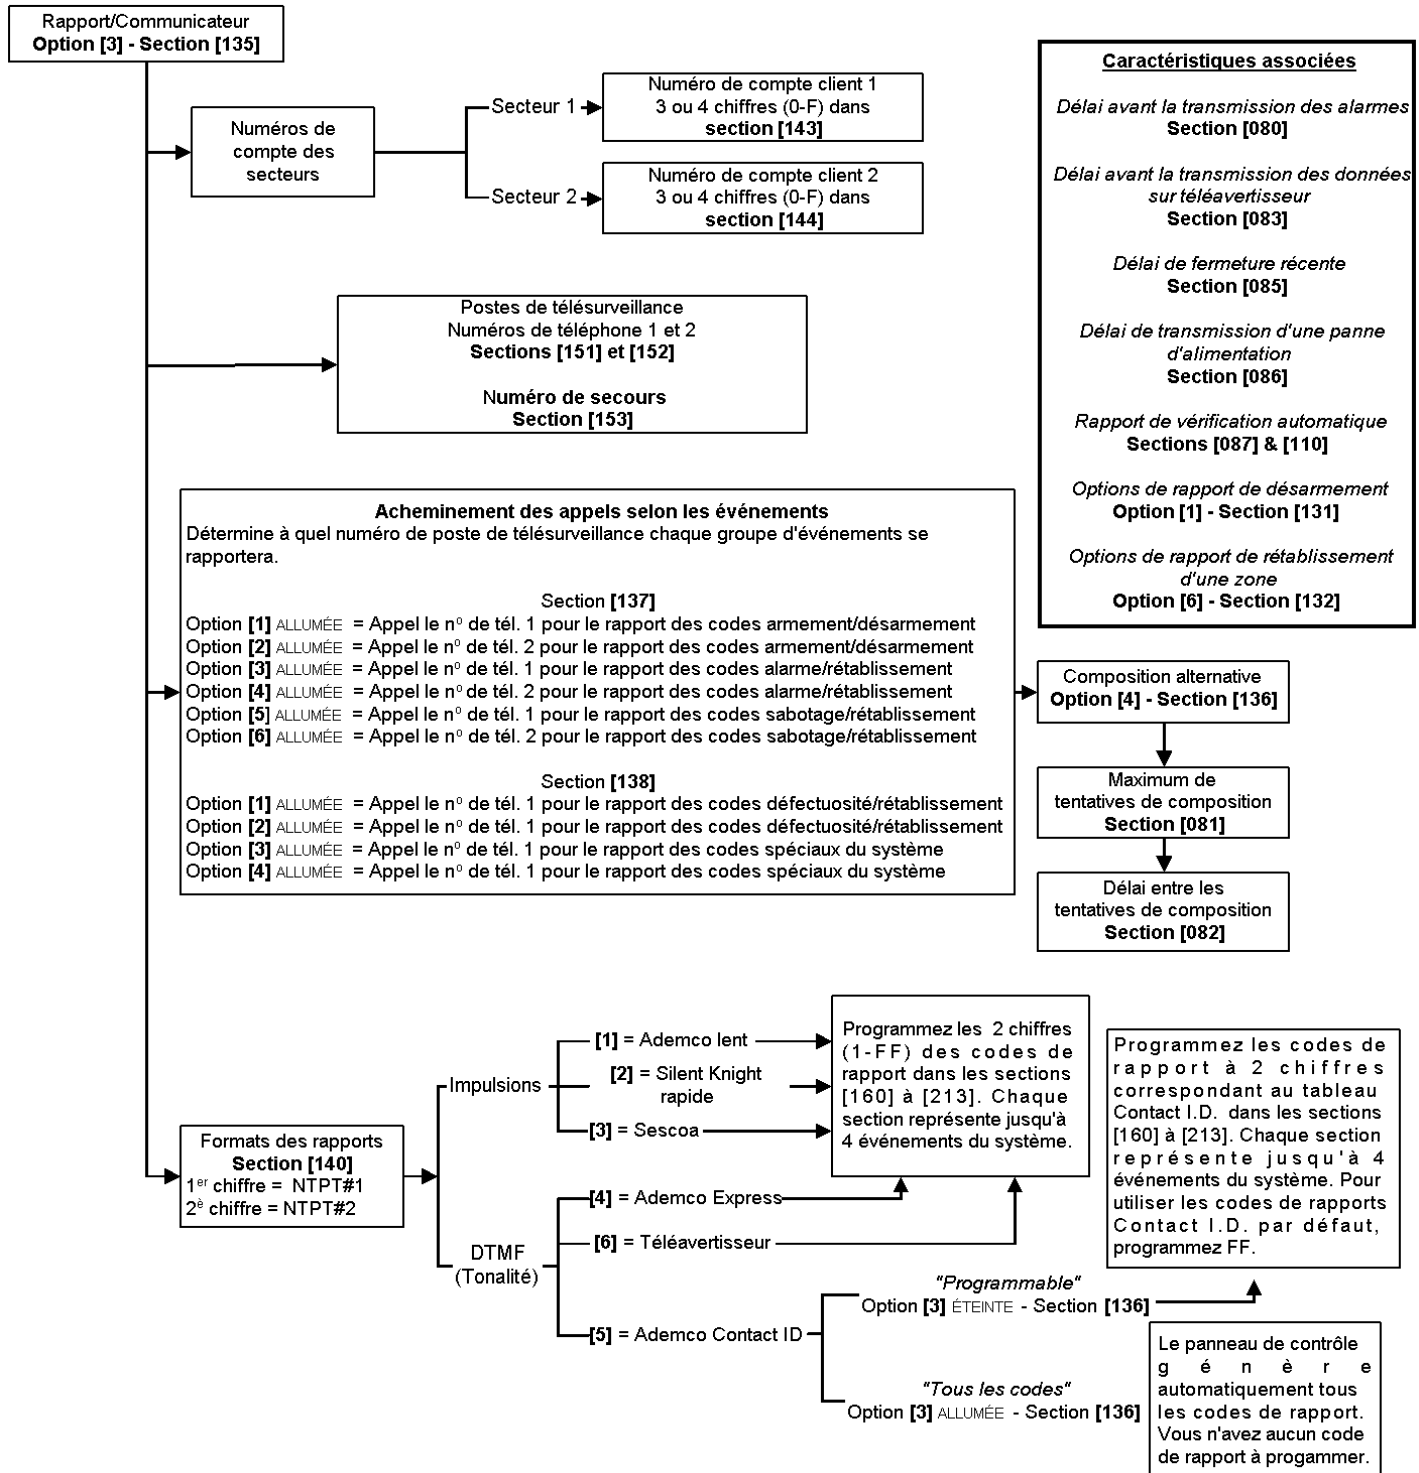 Rapport/Communicateur
Option [3] - Section [135]
Numéros de
compte des
secteurs
Secteur 1
Numéro de compte client 1
3 ou 4 chiffres (0-F) dans
section [143]
Secteur 2
Numéro de compte client 2
3 ou 4 chiffres (0-F) dans
section [144]
Caractéristiques associées
Délai avant la transmission des alarmes
Section [080]
Délai avant la transmission des données
sur téléavertisseur
Section [083]
Délai de fermeture récente
Section [085]
Délai de transmission d'une panne
d'alimentation
Section [086]
Rapport de vérification automatique
Sections [087] & [110]
Options de rapport de désarmement
Option [1] - Section [131]
Options de rapport de rétablissement
d'une zone
Option [6] - Section [132]
Postes de télésurveillance
Numéros de téléphone 1 et 2
Sections [151] et [152]
Numéro de secours
Section [153]
Acheminement des appels selon les événements
Détermine à quel numéro de poste de télésurveillance chaque groupe d'événements se
rapportera.
Section [137]
Option [1] ALLUMÉE = Appel le nº de tél. 1 pour le rapport des codes armement/désarmement
Option [2] ALLUMÉE = Appel le nº de tél. 2 pour le rapport des codes armement/désarmement
Option [3] ALLUMÉE = Appel le nº de tél. 1 pour le rapport des codes alarme/rétablissement
Option [4] ALLUMÉE = Appel le nº de tél. 2 pour le rapport des codes alarme/rétablissement
Option [5] ALLUMÉE = Appel le nº de tél. 1 pour le rapport des codes sabotage/rétablissement
Option [6] ALLUMÉE = Appel le nº de tél. 2 pour le rapport des codes sabotage/rétablissement
Section [138]
Option [1] ALLUMÉE = Appel le nº de tél. 1 pour le rapport des codes défectuosité/rétablissement
Option [2] ALLUMÉE = Appel le nº de tél. 1 pour le rapport des codes défectuosité/rétablissement
Option [3] ALLUMÉE = Appel le nº de tél. 1 pour le rapport des codes spéciaux du système
Option [4] ALLUMÉE = Appel le nº de tél. 1 pour le rapport des codes spéciaux du système
Composition alternative
Option [4] - Section [136]
Maximum de
tentatives de composition
Section [081]
Délai entre les
tentatives de composition
Section [082]
Formats des rapports
Section [140]
1er chiffre = NTPT#1
2è chiffre = NTPT#2
Impulsions
[1] = Ademco lent
[2] = Silent Knight
rapide
[3] = Sescoa
DTMF
(Tonalité)
[4] = Ademco Express
[6] = Téléavertisseur
[5] = Ademco Contact ID
Programmez les 2 chiffres
(1-FF) des codes de
rapport dans les sections
[160] à [213]. Chaque
section représente jusqu'à
4 événements du système.
"Programmable"
Option [3] ÉTEINTE - Section [136]
"Tous les codes"
Option [3] ALLUMÉE - Section [136]
Programmez les codes de
rapport à 2 chiffres
correspondant au tableau
Contact I.D. dans les sections
[160] à [213]. Chaque section
représente jusqu'à 4
événements du système. Pour
utiliser les codes de rapports
Contact I.D. par défaut,
programmez FF.
Le panneau de contrôle
génère
automatiquement tous
les codes de rapport.
Vous n'avez aucun code
de rapport à progammer.